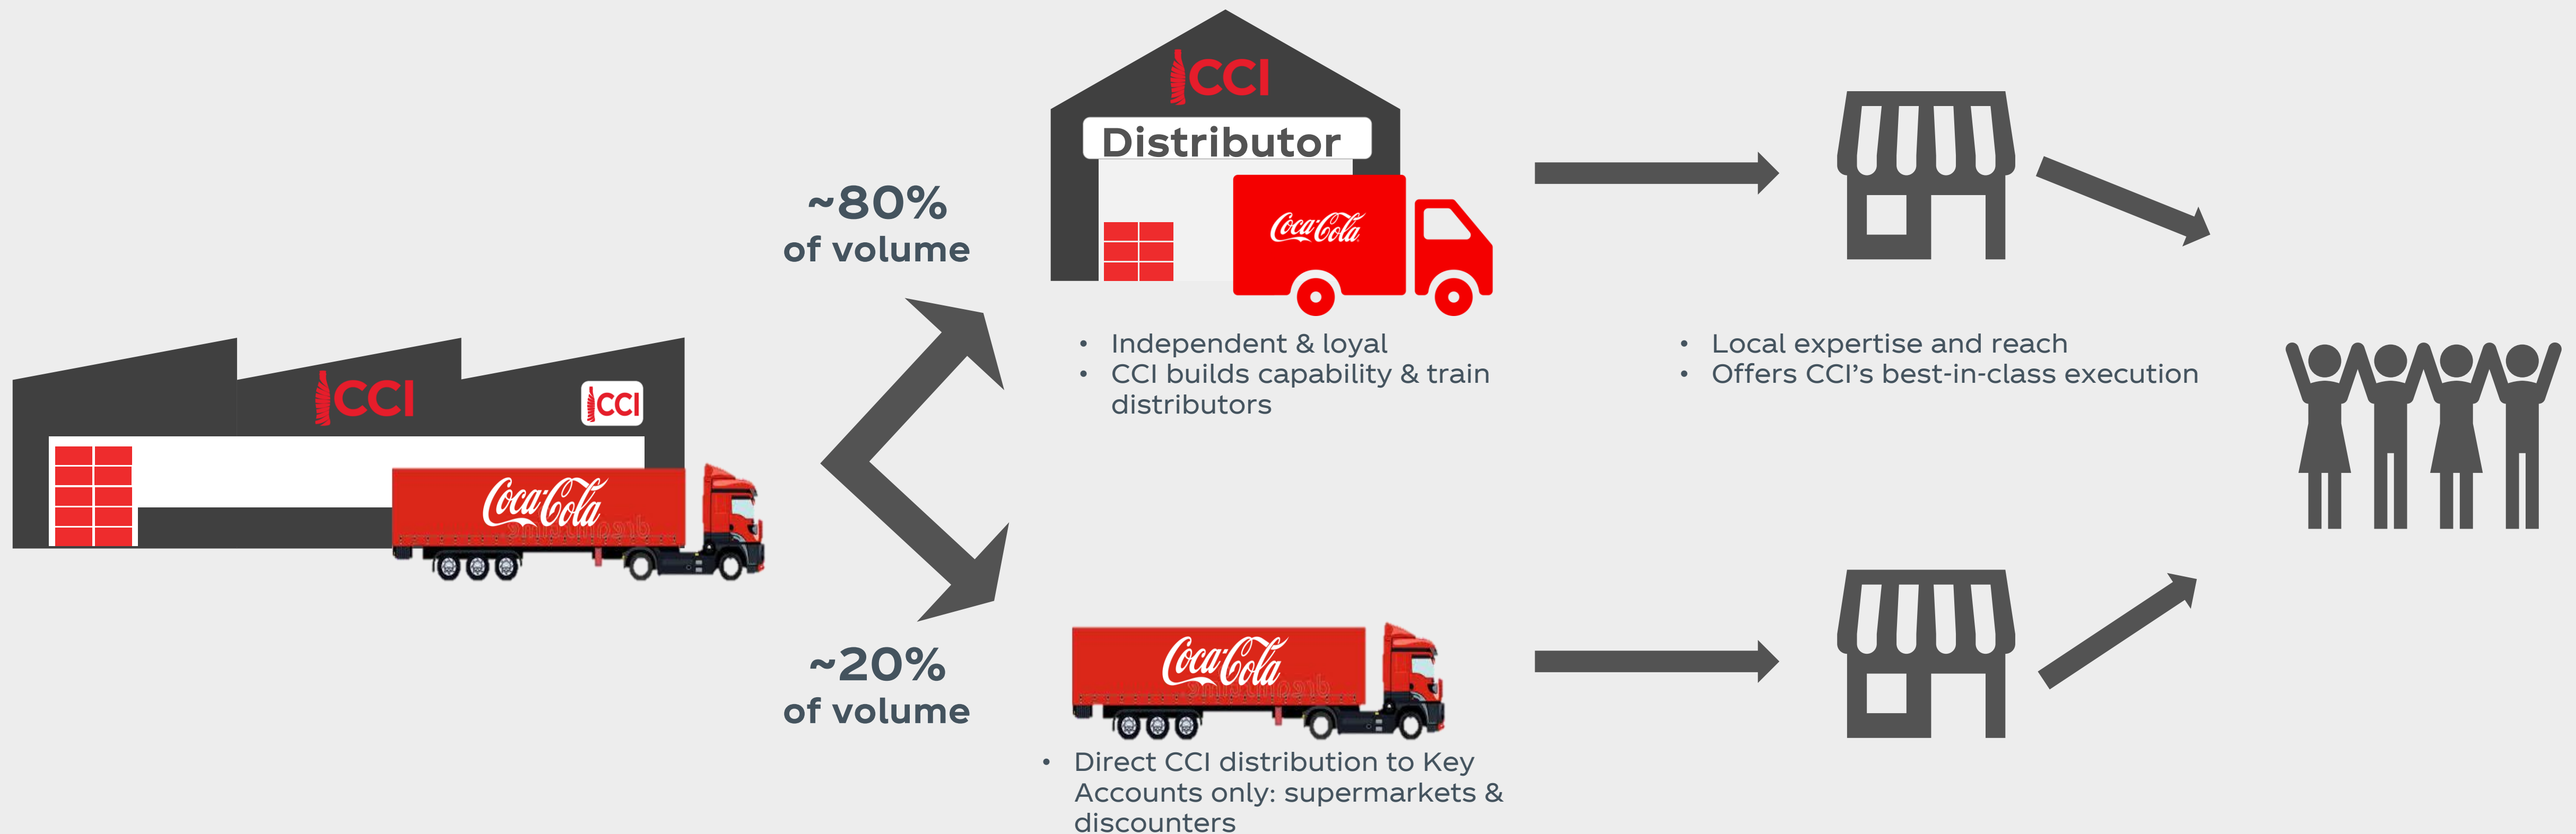 CCI
CCI
Coca-Cola
~80%
of volume
~20%
of volume
CCI
Distributor
Coca-Cola
• Independent & loyal
• CCI builds capability & train
distributors
Coca-Cola
• Direct CCI distribution to Key
Accounts only: supermarkets &
discounters
• Local expertise and reach
• Offers CCI's best-in-class execution